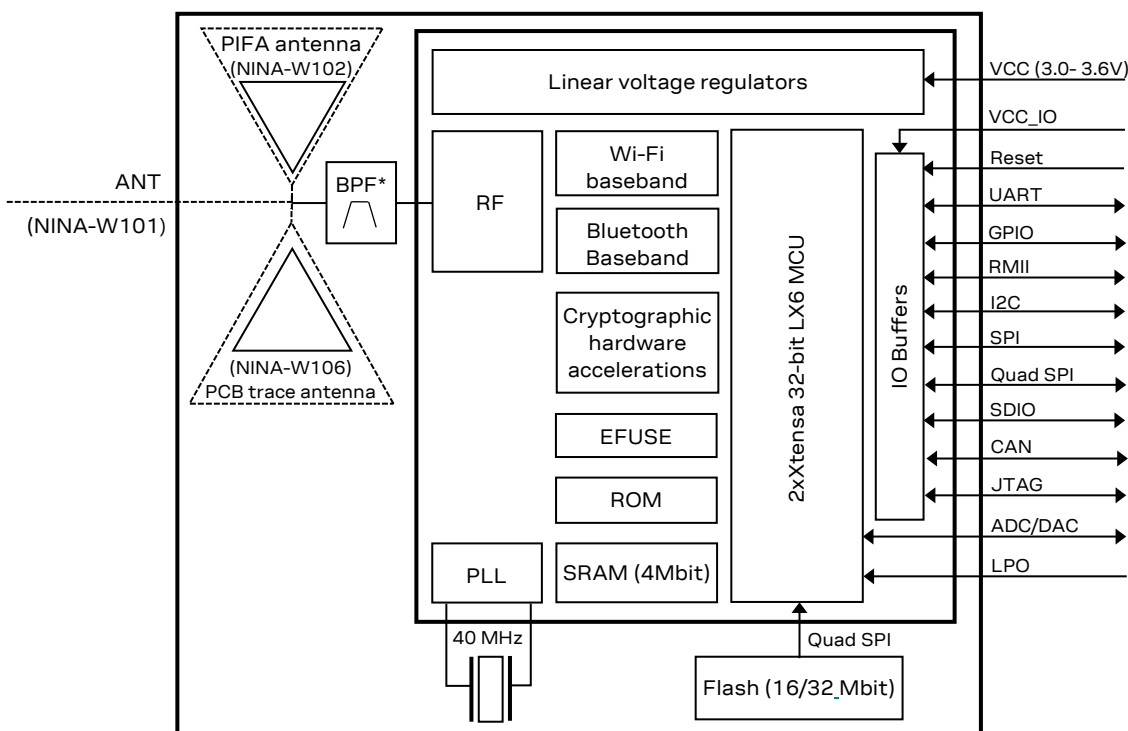 PIFA antenna
(NINA-W102)
ANT
(NINA-W101)
BPF*
(NINA-W106)
PCB trace antenna
Linear voltage regulators
RF
Wi-Fi
baseband
Bluetooth
Baseband
Cryptographic
hardware
accelerations
EFUSE
ROM
SRAM (4Mbit)
PLL
40 MHz
2xXtensa 32-bit LX6 MCU
IO Buffers
Quad SPI
Flash (16/32 Mbit)
VCC (3.0- 3.6V)
VCC_IO
Reset
UART
GPIO
RMII
I2C
SPI
Quad SPI
SDIO
CAN
JTAG
ADC/DAC
LPO